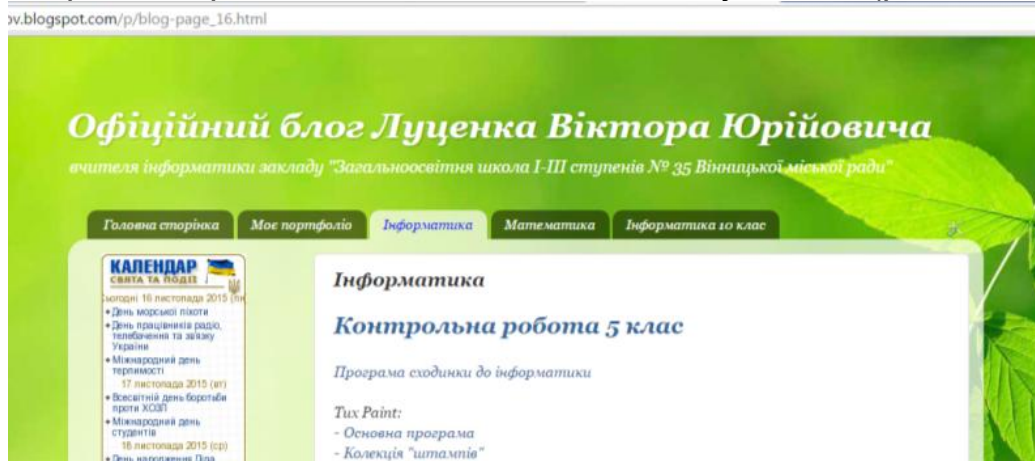 ov.blogspot.com/p/blog-page_16.html
Офіційний блог Луценка Віктора Юрійовича
вчителя інформатики закладу "Загальноосвітня школа І-ІІІ ступенів № 35 Вінницької міської ради"
Головна сторінка
Моє портфоліо
Інформатика
Математика
Інформатика 10 клас
КАЛЕНДАР
СВЯТА ТА ПОДІЇ
Сьогодні 16 листопада 2015 (пн
День морської піхоти
День працівників радіо,
телебачення та зв'язку
України
Міжнародний день
терпимості
17 листопада 2015 (вт)
Всесвітній день боротьби
проти ХОЗЛ
Міжнародний день
студентів
18 листопада 2015 (ср)
День народження Діда
Інформатика
Контрольна робота 5 клас
Програма сходинки до інформатики
Tux Paint:
- Основна програма
- Колекція "штампів"